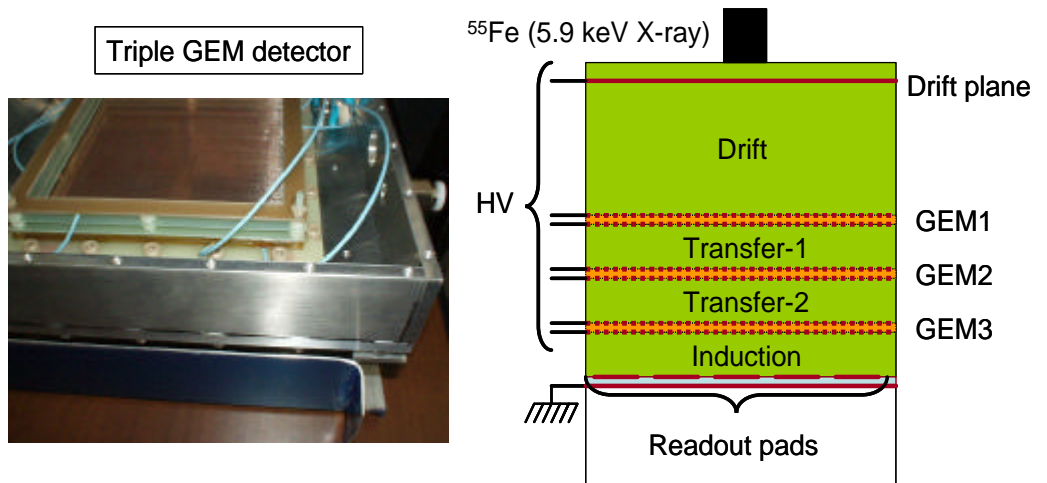 Triple GEM detector
⁵⁵Fe (5.9 keV X-ray)
Drift plane
Drift
HV
GEM1
Transfer-1
GEM2
Transfer-2
GEM3
Induction
Readout pads